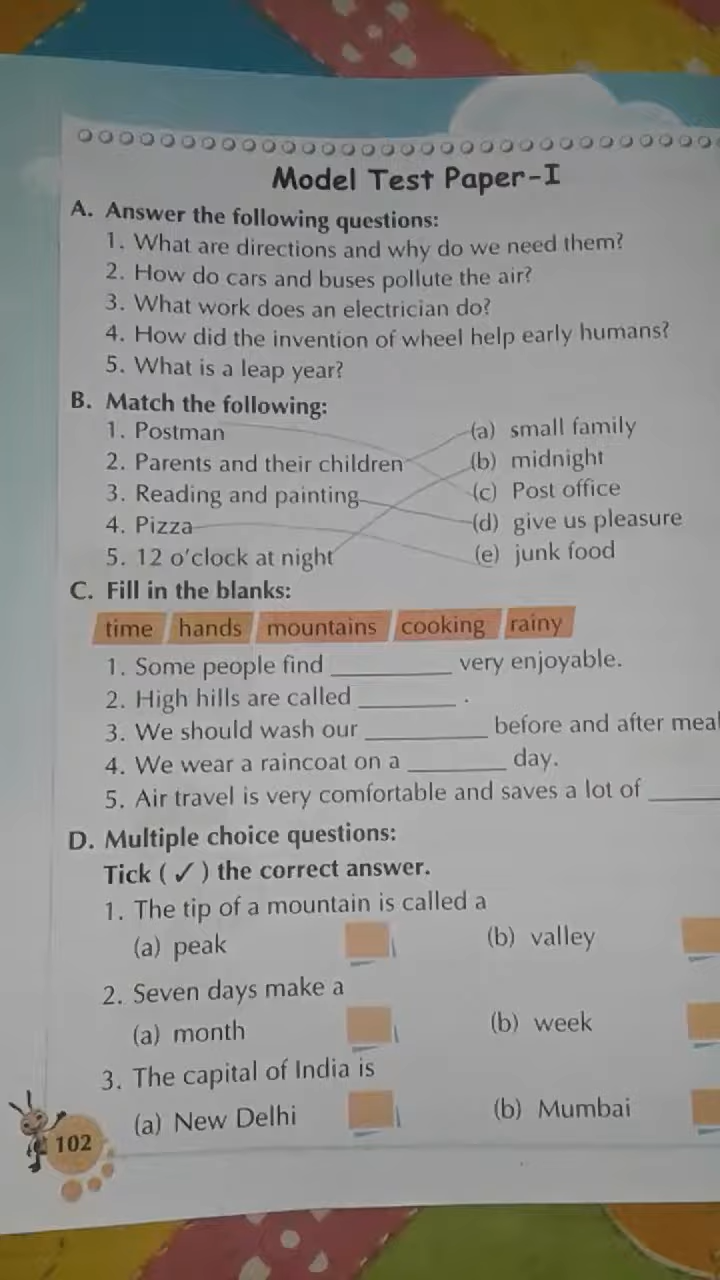 Model Test Paper-I
A. Answer the following questions:
1. What are directions and why do we need them?
2. How do cars and buses pollute the air?
3. What work does an electrician do?
4. How did the invention of wheel help early humans?
5. What is a leap year?
B. Match the following:
1. Postman (a) small family
2. Parents and their children (b) midnight
3. Reading and painting (c) Post office
4. Pizza (d) give us pleasure
5. 12 o'clock at night (e) junk food
C. Fill in the blanks:
time hands mountains cooking rainy
1. Some people find __________ very enjoyable.
2. High hills are called ________ .
3. We should wash our __________ before and after meal
4. We wear a raincoat on a ________ day.
5. Air travel is very comfortable and saves a lot of ______
D. Multiple choice questions:
Tick ( ✓ ) the correct answer.
1. The tip of a mountain is called a
(a) peak (b) valley
2. Seven days make a
(a) month (b) week
3. The capital of India is
(a) New Delhi (b) Mumbai
102